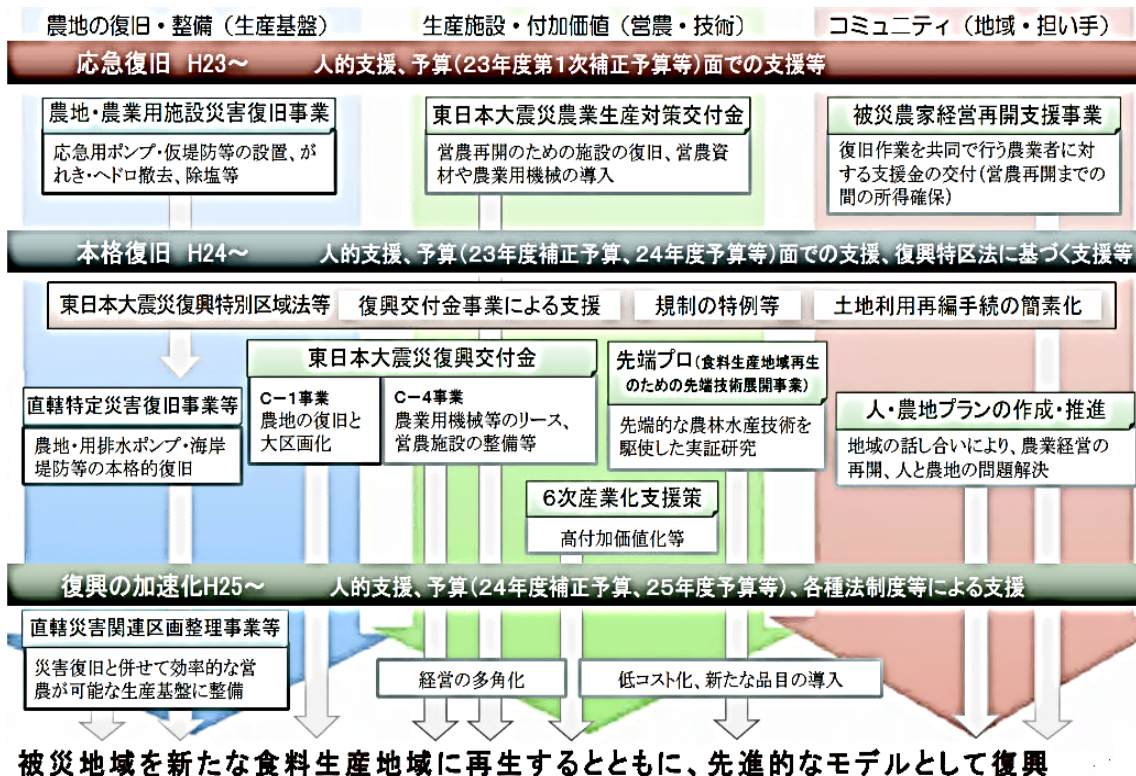 農地の復旧・整備（生産基盤）
生産施設・付加価値（営農・技術）
コミュニティ（地域・担い手）
応急復旧 H23～ 人的支援、予算(23年度第1次補正予算等)面での支援等
農地・農業用施設災害復旧事業
応急用ポンプ・仮堤防等の設置、が
れき・ヘドロ撤去、除塩等
東日本大震災農業生産対策交付金
営農再開のための施設の復旧、営農資
材や農業用機械の導入
被災農家経営再開支援事業
復旧作業を共同で行う農業者に対
する支援金の交付(営農再開までの
間の所得確保)
本格復旧 H24～ 人的支援、予算(23年度補正予算、24年度予算等)面での支援、復興特区法に基づく支援等
東日本大震災復興特別区域法等 復興交付金事業による支援 規制の特例等 土地利用再編手続の簡素化
東日本大震災復興交付金
C－1事業
農地の復旧と
大区画化
C－4事業
農業用機械等のリース、
営農施設の整備等
先端プロ(食料生産地域再生
のための先端技術展開事業)
先端的な農林水産技術を
駆使した実証研究
直轄特定災害復旧事業等
農地・用排水ポンプ・海岸
堤防等の本格的復旧
人・農地プランの作成・推進
地域の話し合いにより、農業経営の
再開、人と農地の問題解決
6次産業化支援策
高付加価値化等
復興の加速化H25～ 人的支援、予算(24年度補正予算、25年度予算等)、各種法制度等による支援
直轄災害関連区画整理事業等
災害復旧と併せて効率的な営
農が可能な生産基盤に整備
経営の多角化
低コスト化、新たな品目の導入
被災地域を新たな食料生産地域に再生するとともに、先進的なモデルとして復興